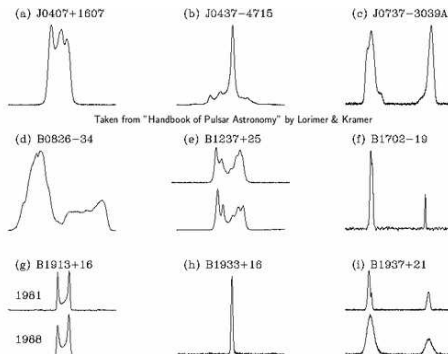 (a) J0407+1607
(b) J0437-4715
(c) J0737-3039A
Taken from "Handbook of Pulsar Astronomy" by Lorimer & Kramer
(d) B0826-34
(e) B1237+25
(f) B1702-19
(g) B1913+16
(h) B1933+16
(i) B1937+21
1981
1988